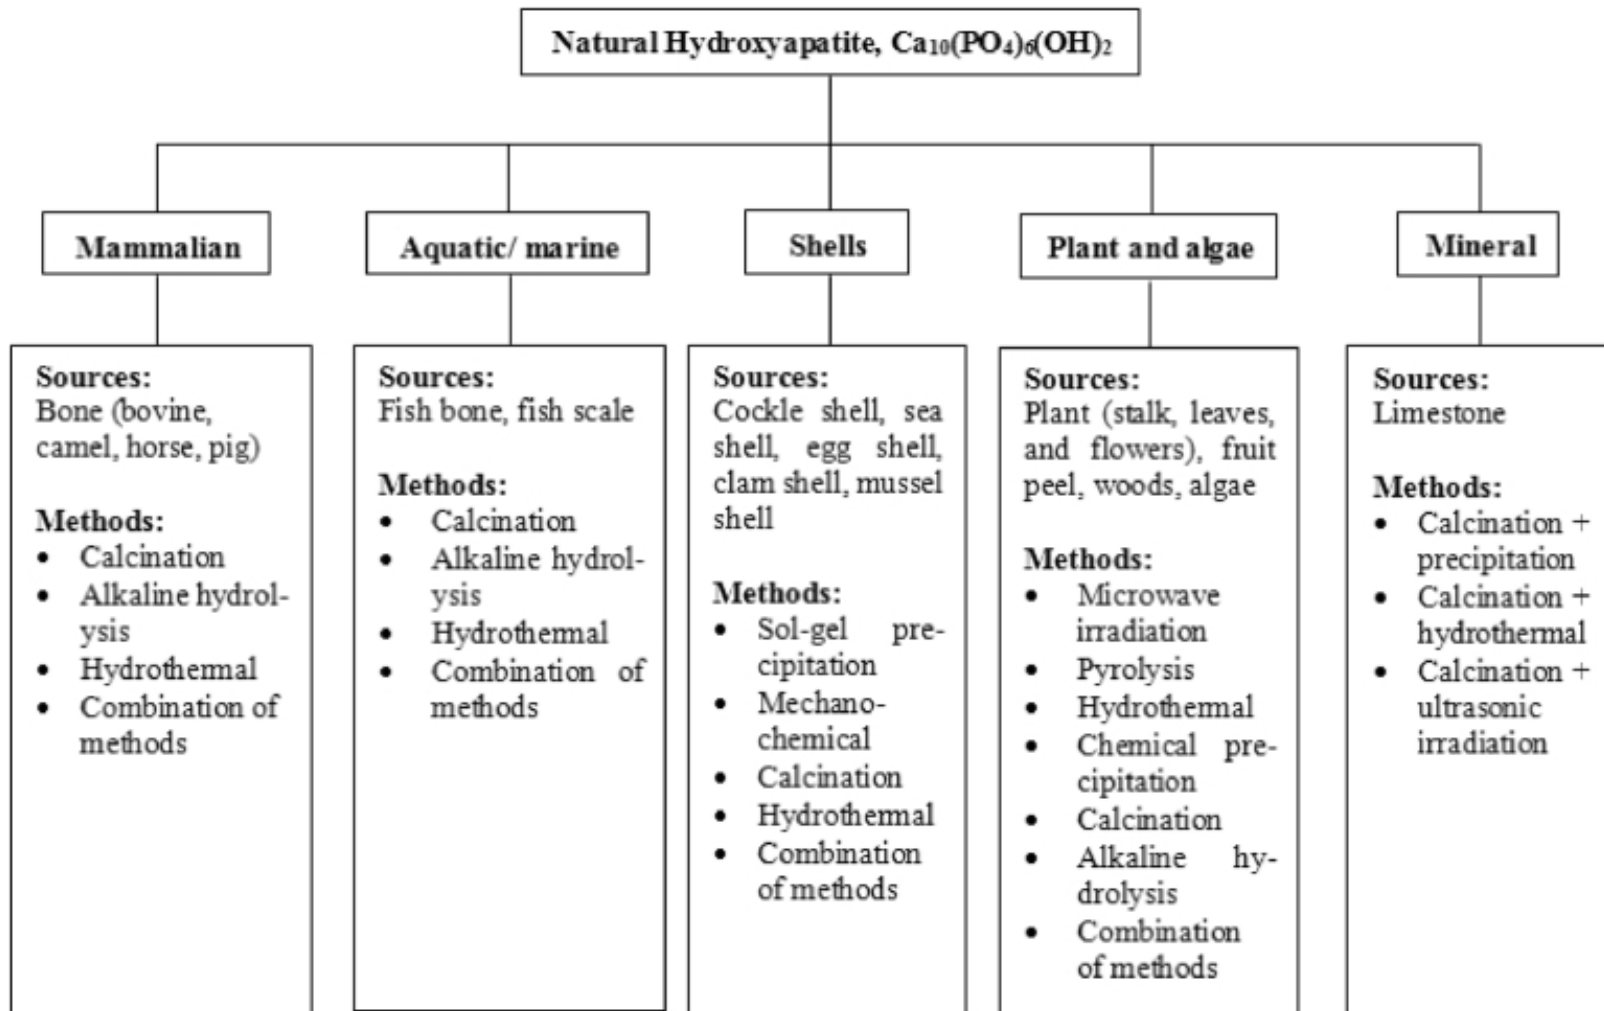 Natural Hydroxyapatite, Ca₁₀(PO₄)₆(OH)₂
Mammalian
Sources:
Bone (bovine,
camel, horse, pig)
Methods:
• Calcination
• Alkaline hydrol-
ysis
• Hydrothermal
• Combination of
methods
Aquatic/ marine
Sources:
Fish bone, fish scale
Methods:
• Calcination
• Alkaline hydrol-
ysis
• Hydrothermal
• Combination of
methods
Shells
Sources:
Cockle shell, sea
shell, egg shell,
clam shell, mussel
shell
Methods:
• Sol-gel pre-
cipitation
• Mechano-
chemical
• Calcination
• Hydrothermal
• Combination
of methods
Plant and algae
Sources:
Plant (stalk, leaves,
and flowers), fruit
peel, woods, algae
Methods:
• Microwave
irradiation
• Pyrolysis
• Hydrothermal
• Chemical pre-
cipitation
• Calcination
• Alkaline hy-
drolysis
• Combination
of methods
Mineral
Sources:
Limestone
Methods:
• Calcination +
precipitation
• Calcination +
hydrothermal
• Calcination +
ultrasonic
irradiation